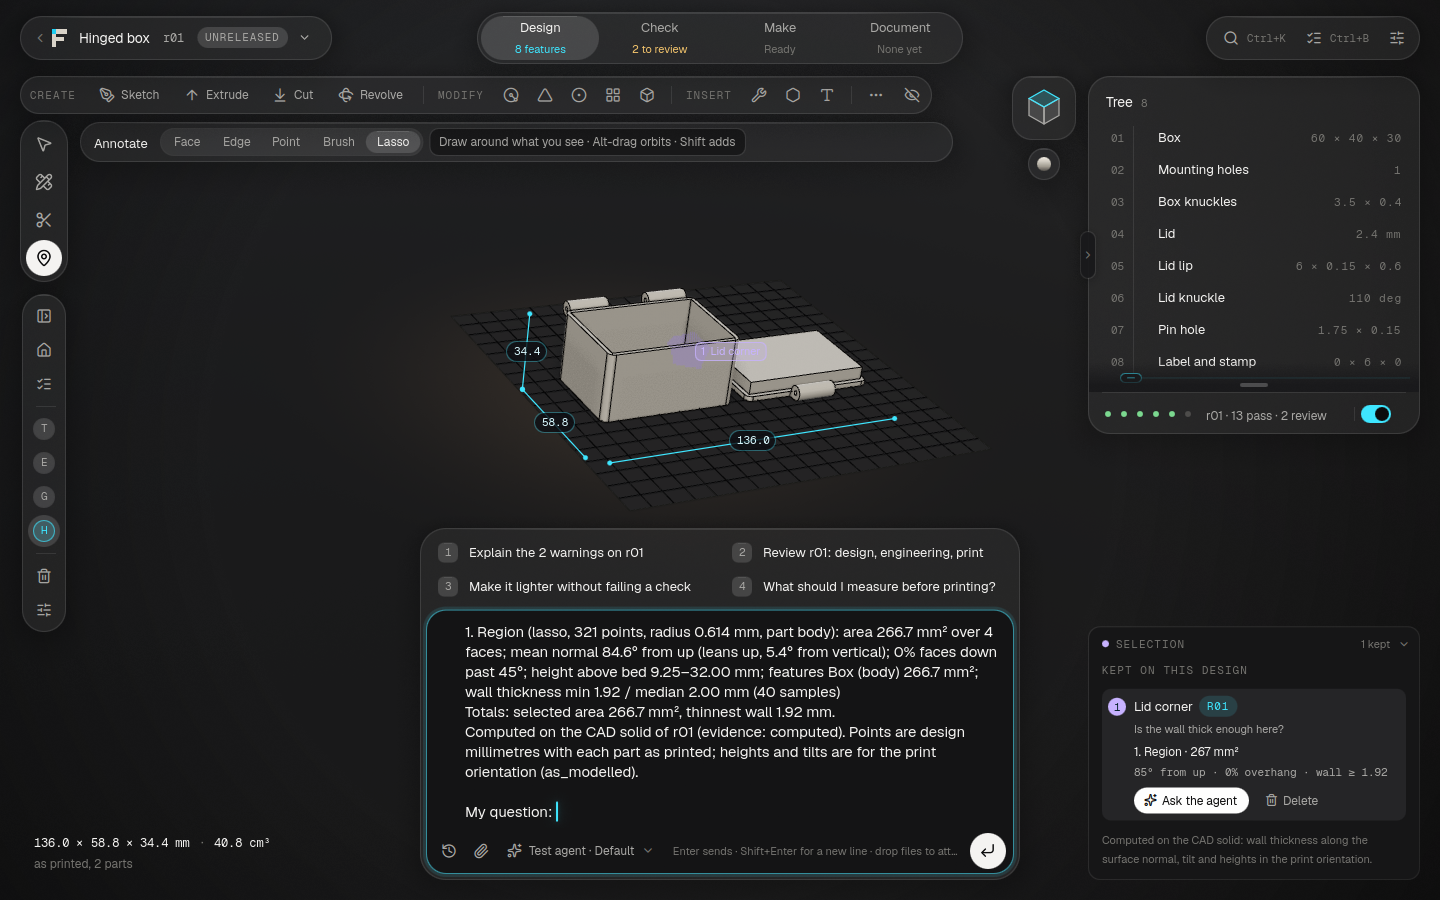 Hinged box r01 UNRELEASED
Design
8 features
Check
2 to review
Make
Ready
Document
None yet
Ctrl+K
Ctrl+B
CREATE
Sketch
Extrude
Cut
Revolve
MODIFY
INSERT
Annotate
Face
Edge
Point
Brush
Lasso
Draw around what you see · Alt-drag orbits · Shift adds
Tree 8
01 Box 60 × 40 × 30
02 Mounting holes 1
03 Box knuckles 3.5 × 0.4
04 Lid 2.4 mm
05 Lid lip 6 × 0.15 × 0.6
06 Lid knuckle 110 deg
07 Pin hole 1.75 × 0.15
08 Label and stamp 0 × 6 × 0
r01 · 13 pass · 2 review
T
E
G
H
34.4
58.8
136.0
1 Lid
1 Explain the 2 warnings on r01
2 Review r01: design, engineering, print
3 Make it lighter without failing a check
4 What should I measure before printing?
1. Region (lasso, 321 points, radius 0.614 mm, part body): area 266.7 mm² over 4
faces; mean normal 84.6° from up (leans up, 5.4° from vertical); 0% faces down
past 45°; height above bed 9.25–32.00 mm; features Box (body) 266.7 mm²;
wall thickness min 1.92 / median 2.00 mm (40 samples)
Totals: selected area 266.7 mm², thinnest wall 1.92 mm.
Computed on the CAD solid of r01 (evidence: computed). Points are design
millimetres with each part as printed; heights and tilts are for the print
orientation (as_modelled).
My question:
Test agent · Default
Enter sends · Shift+Enter for a new line · drop files to att…
SELECTION
1 kept
KEPT ON THIS DESIGN
1 Lid corner R01
Is the wall thick enough here?
1. Region · 267 mm²
85° from up · 0% overhang · wall ≥ 1.92
Ask the agent
Delete
Computed on the CAD solid: wall thickness along the
surface normal, tilt and heights in the print orientation.
136.0 × 58.8 × 34.4 mm · 40.8 cm³
as printed, 2 parts